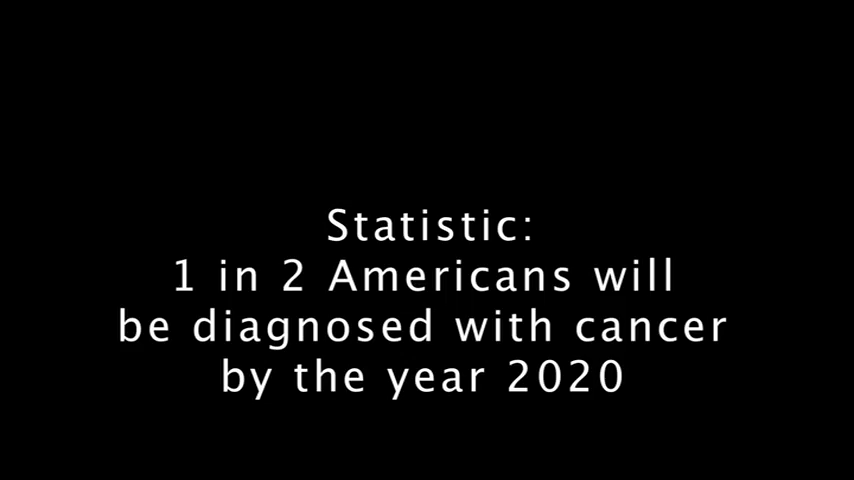 Statistic:
1 in 2 Americans will
be diagnosed with cancer
by the year 2020